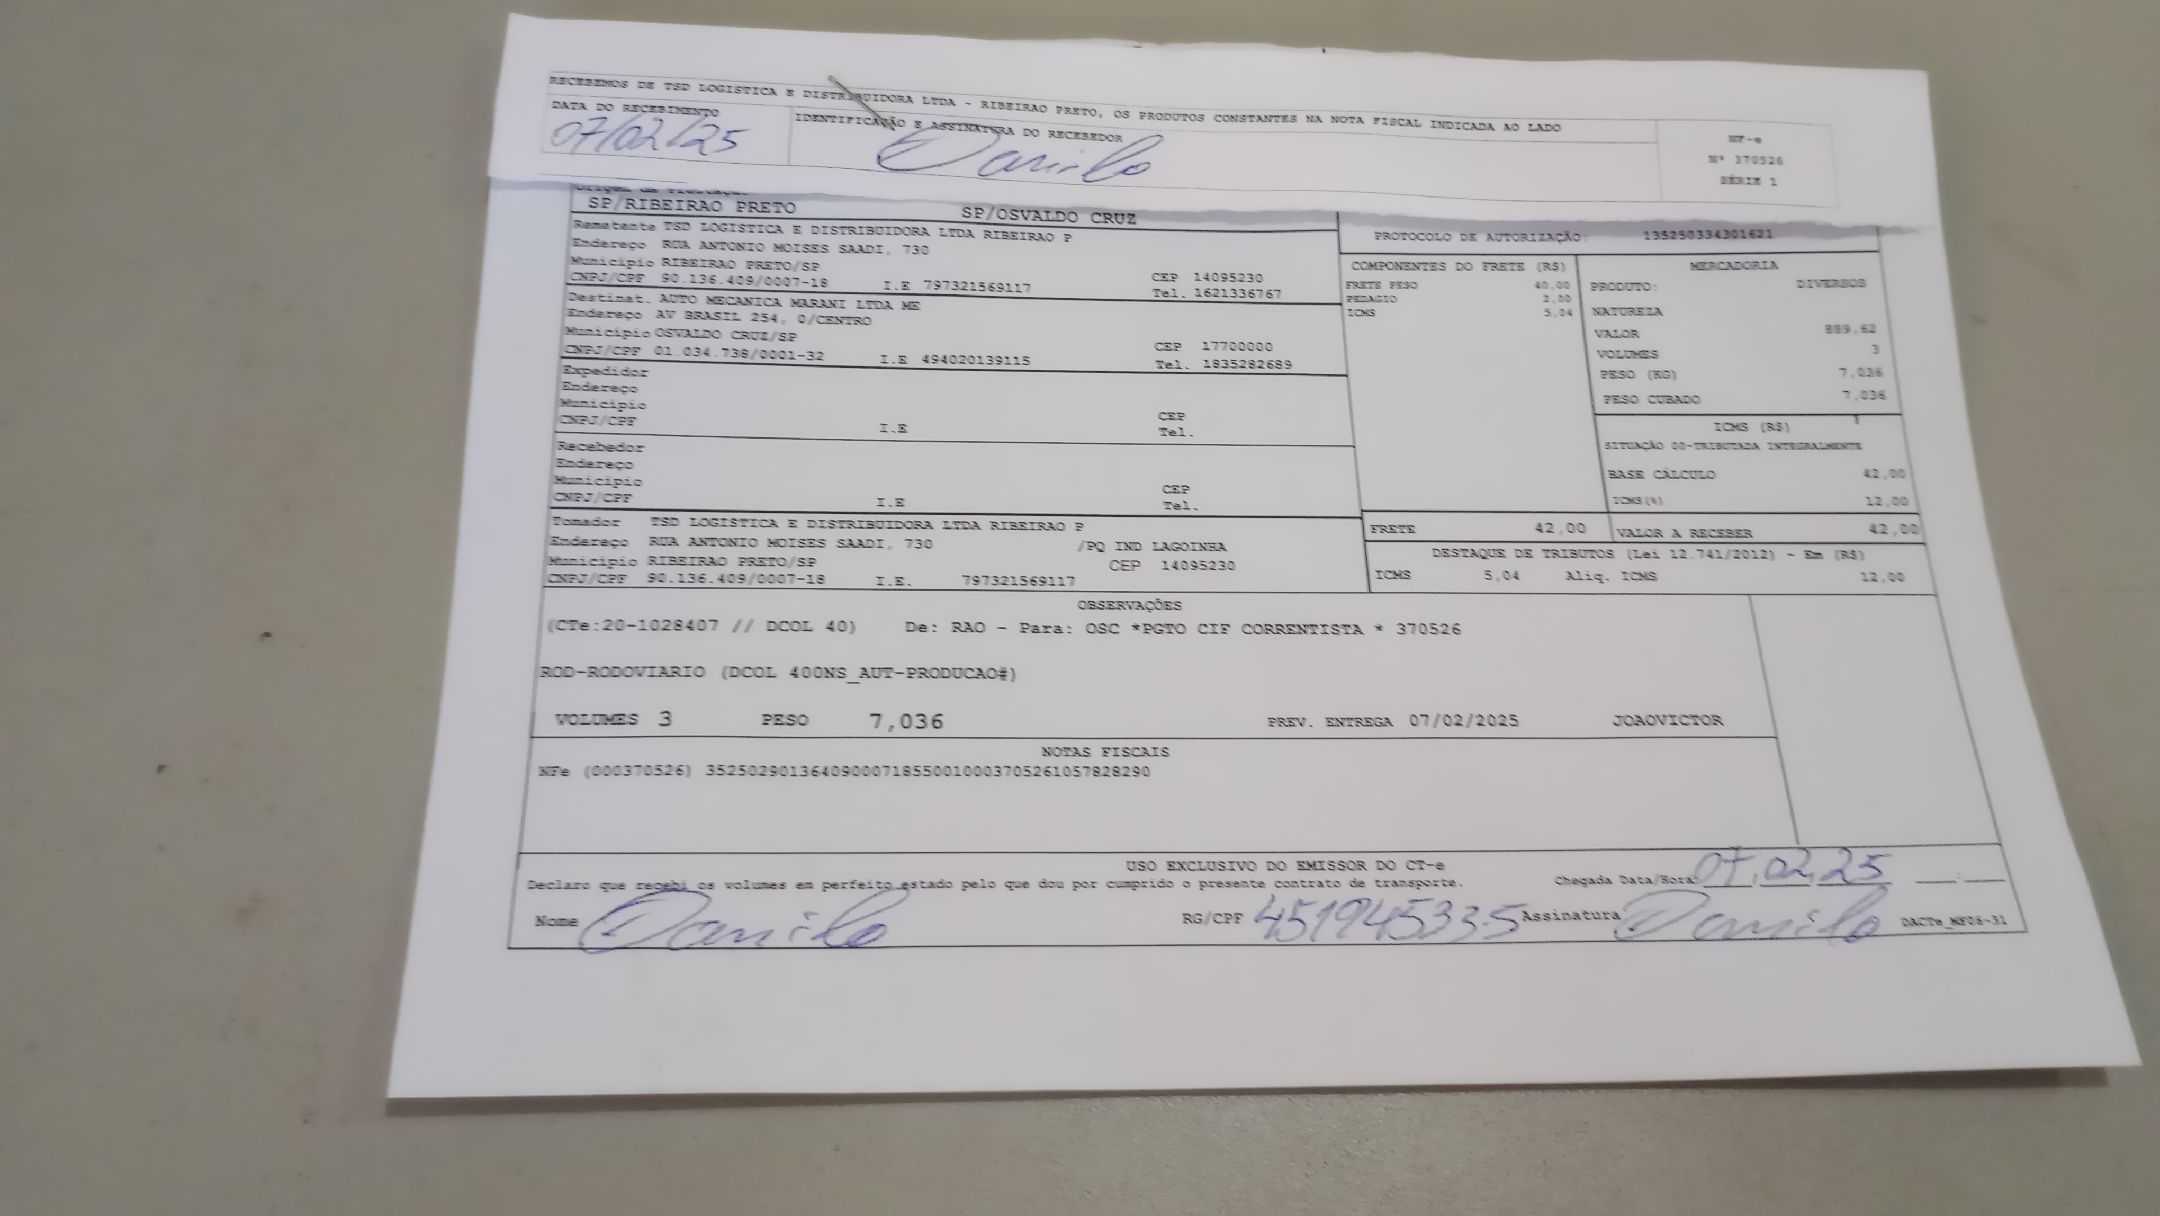 RECEBEMOS DE TSD LOGISTICA E DISTRIBUIDORA LTDA - RIBEIRAO PRETO, OS PRODUTOS CONSTANTES NA NOTA FISCAL INDICADA AO LADO
DATA DO RECEBIMENTO
07/02/25
IDENTIFICAÇÃO E ASSINATURA DO RECEBEDOR
Danilo
NF-e
Nº 370526
SÉRIE 1
SP/RIBEIRAO PRETO SP/OSVALDO CRUZ
Remetente TSD LOGISTICA E DISTRIBUIDORA LTDA RIBEIRAO P
Endereço RUA ANTONIO MOISES SAADI, 730
Município RIBEIRAO PRETO/SP CEP 14095230
CNPJ/CPF 90.136.409/0007-18 I.E 797321569117 Tel. 1621336767
Destinat. AUTO MECANICA MARANI LTDA ME
Endereço AV BRASIL 254, 0/CENTRO
Município OSVALDO CRUZ/SP CEP 17700000
CNPJ/CPF 01.034.738/0001-32 I.E 494020139115 Tel. 1835282689
Expedidor
Endereço
Município CEP
CNPJ/CPF I.E Tel.
Recebedor
Endereço
Município CEP
CNPJ/CPF I.E Tel.
Tomador TSD LOGISTICA E DISTRIBUIDORA LTDA RIBEIRAO P
Endereço RUA ANTONIO MOISES SAADI, 730 /PQ IND LAGOINHA
Município RIBEIRAO PRETO/SP CEP 14095230
CNPJ/CPF 90.136.409/0007-18 I.E. 797321569117
PROTOCOLO DE AUTORIZAÇÃO: 135250334301621
COMPONENTES DO FRETE (R$)
FRETE PESO 40,00
PEDAGIO 2,00
ICMS 5,04
MERCADORIA
PRODUTO: DIVERSOS
NATUREZA
VALOR 889,62
VOLUMES 3
PESO (KG) 7,036
PESO CUBADO 7,036
ICMS (R$)
SITUAÇÃO 00-TRIBUTADA INTEGRALMENTE
BASE CÁLCULO 42,00
ICMS(%) 12,00
FRETE 42,00 VALOR A RECEBER 42,00
DESTAQUE DE TRIBUTOS (Lei 12.741/2012) - Em (R$)
ICMS 5,04 Aliq. ICMS 12,00
OBSERVAÇÕES
(CTe:20-1028407 // DCOL 40) De: RAO - Para: OSC *PGTO CIF CORRENTISTA * 370526
ROD-RODOVIARIO (DCOL 400NS_AUT-PRODUCAO#)
VOLUMES 3 PESO 7,036 PREV. ENTREGA 07/02/2025 JOAOVICTOR
NOTAS FISCAIS
NFe (000370526) 35250290136409000718550010003705261057828290
USO EXCLUSIVO DO EMISSOR DO CT-e
Declaro que recebi os volumes em perfeito estado pelo que dou por cumprido o presente contrato de transporte. Chegada Data/Hora: 07,02,25 ___:___
Nome Danilo RG/CPF 45194533-5 Assinatura Danilo DACTe_MF06-31